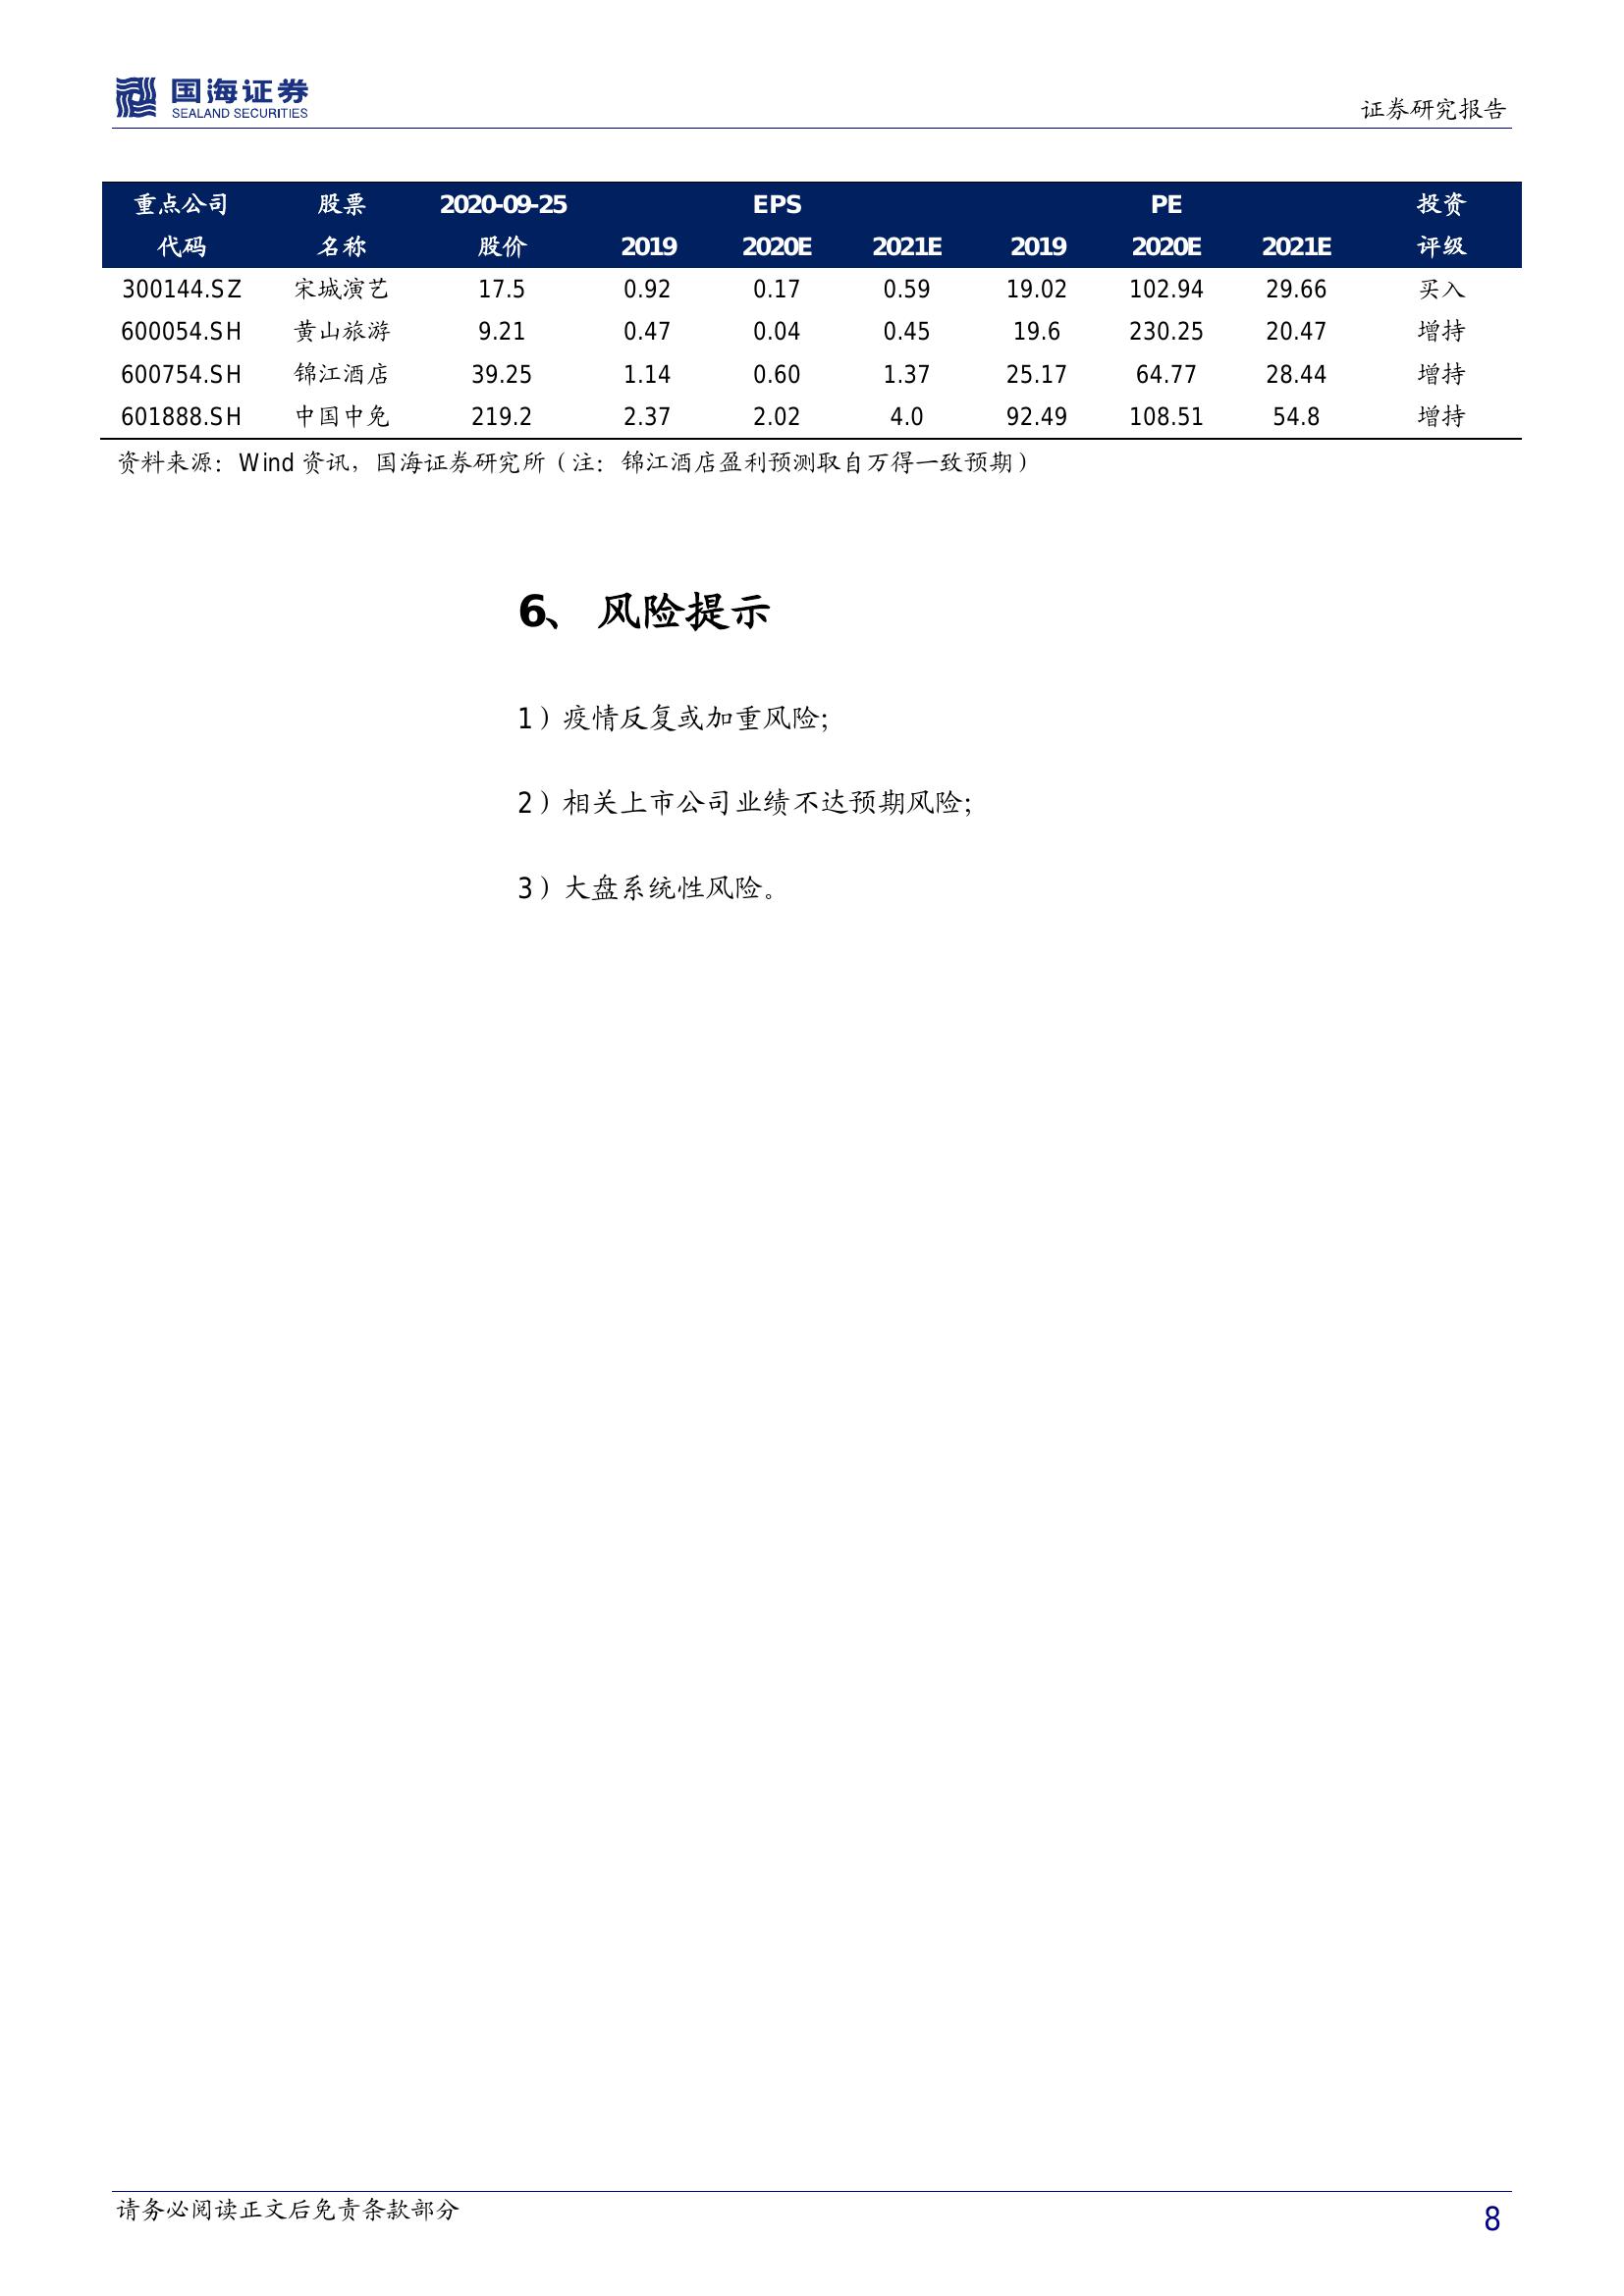 国海证券
SEALAND SECURITIES
证券研究报告
重点公司 股票 2020-09-25 EPS PE 投资
代码 名称 股价 2019 2020E 2021E 2019 2020E 2021E 评级
300144.SZ 宋城演艺 17.5 0.92 0.17 0.59 19.02 102.94 29.66 买入
600054.SH 黄山旅游 9.21 0.47 0.04 0.45 19.6 230.25 20.47 增持
600754.SH 锦江酒店 39.25 1.14 0.60 1.37 25.17 64.77 28.44 增持
601888.SH 中国中免 219.2 2.37 2.02 4.0 92.49 108.51 54.8 增持
资料来源：Wind 资讯，国海证券研究所（注：锦江酒店盈利预测取自万得一致预期）
6、 风险提示
1）疫情反复或加重风险；
2）相关上市公司业绩不达预期风险；
3）大盘系统性风险。
请务必阅读正文后免责条款部分
8